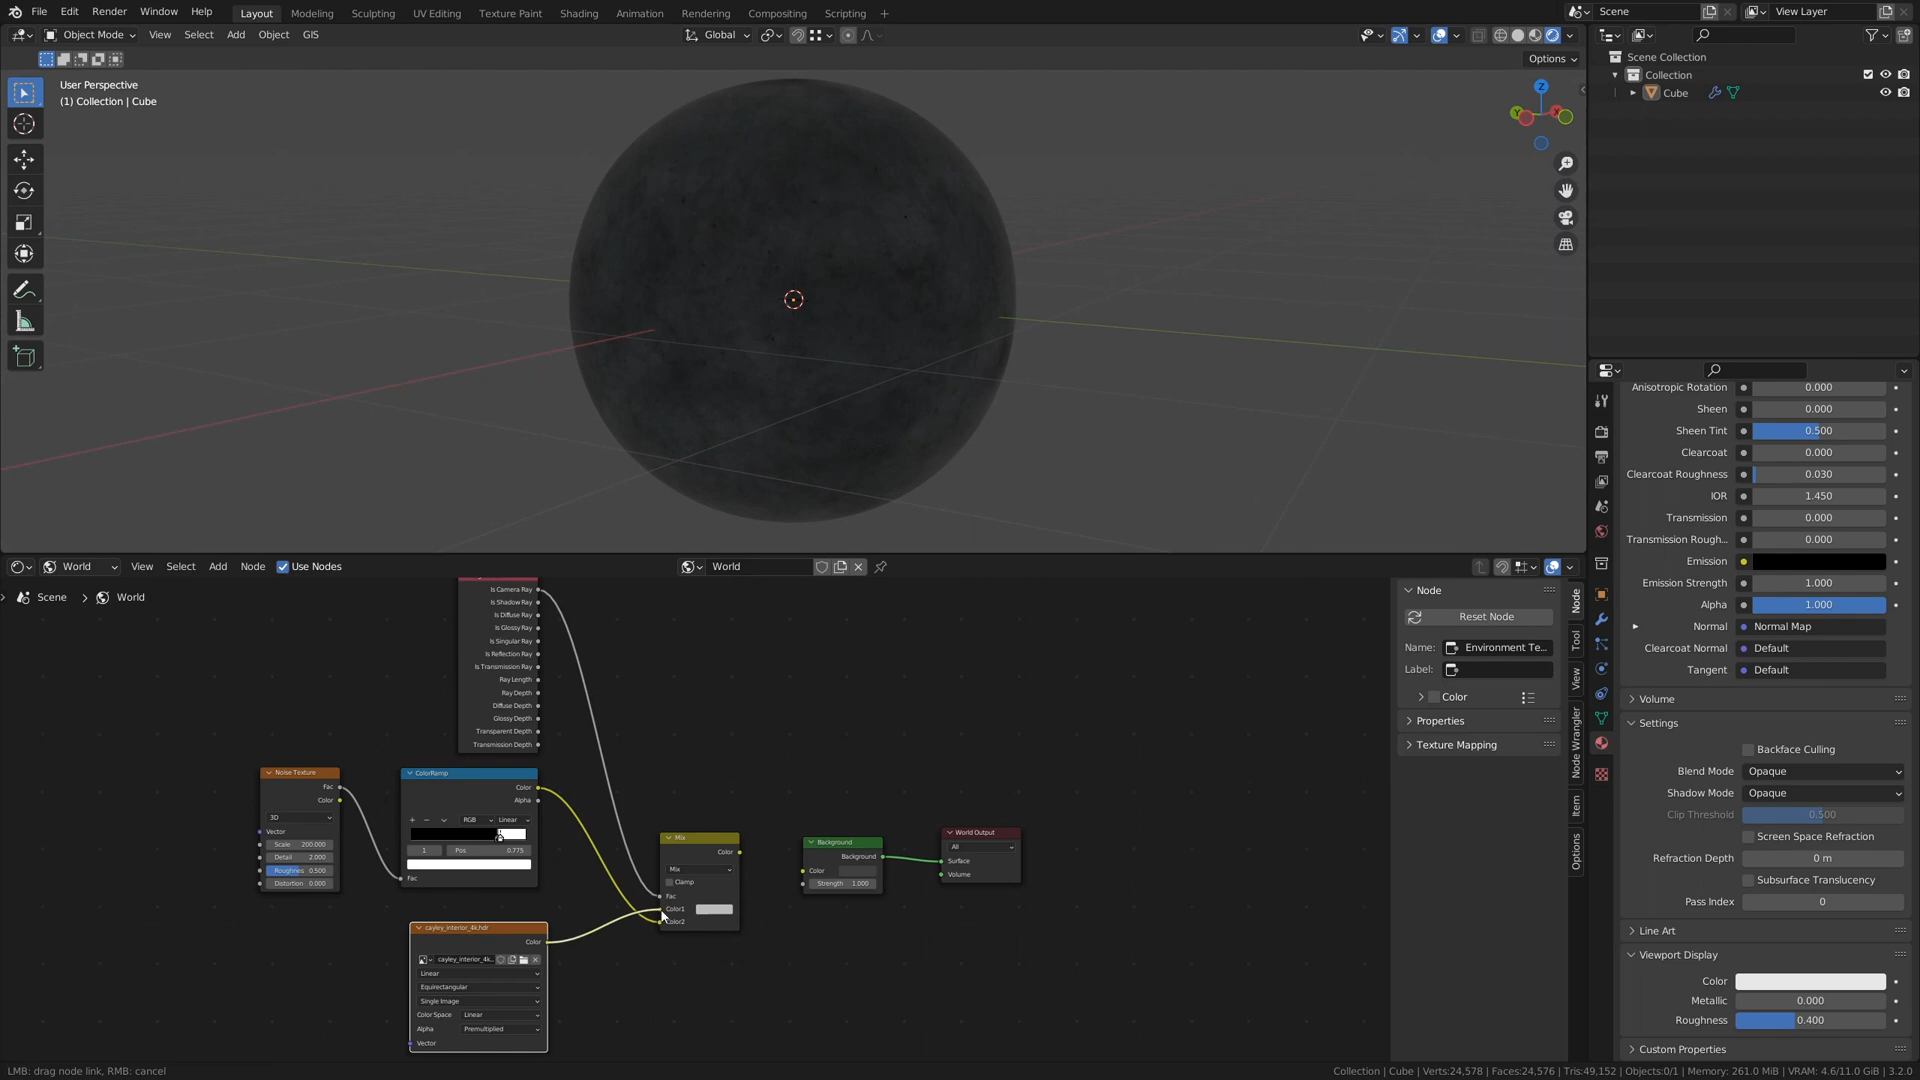 File Edit Render Window Help Layout Modeling Sculpting UV Editing Texture Paint Shading Animation Rendering Compositing Scripting + Scene View Layer
Object Mode View Select Add Object GIS Global
Options
User Perspective
(1) Collection | Cube
Z
Y
X
Scene Collection
Collection
Cube
Anisotropic Rotation 0.000
Sheen 0.000
Sheen Tint 0.500
Clearcoat 0.000
Clearcoat Roughness 0.030
IOR 1.450
Transmission 0.000
Transmission Rough... 0.000
Emission
Emission Strength 1.000
Alpha 1.000
Normal Normal Map
Clearcoat Normal Default
Tangent Default
Volume
Settings
Backface Culling
Blend Mode Opaque
Shadow Mode Opaque
Clip Threshold 0.500
Screen Space Refraction
Refraction Depth 0 m
Subsurface Translucency
Pass Index 0
Line Art
Viewport Display
Color
Metallic 0.000
Roughness 0.400
Custom Properties
World View Select Add Node Use Nodes World
Scene > World
Is Camera Ray
Is Shadow Ray
Is Diffuse Ray
Is Glossy Ray
Is Singular Ray
Is Reflection Ray
Is Transmission Ray
Ray Length
Ray Depth
Diffuse Depth
Glossy Depth
Transparent Depth
Transmission Depth
Noise Texture
Fac
Color
3D
Vector
Scale 200.000
Detail 2.000
Roughnes 0.500
Distortion 0.000
ColorRamp
Color
Alpha
RGB Linear
1 Pos 0.775
Fac
cayley_interior_4k.hdr
Color
cayley_interior_4k...
Linear
Equirectangular
Single Image
Color Space Linear
Alpha Premultiplied
Vector
Mix
Color
Mix
Clamp
Fac
Color1
Color2
Background
Background
Color
Strength 1.000
World Output
All
Surface
Volume
Node
Reset Node
Name: Environment Te...
Label:
Color
Properties
Texture Mapping
Node
Tool
View
Node Wrangler
Item
Options
LMB: drag node link, RMB: cancel
Collection | Cube | Verts:24,578 | Faces:24,576 | Tris:49,152 | Objects:0/1 | Memory: 261.0 MiB | VRAM: 4.6/11.0 GiB | 3.2.0